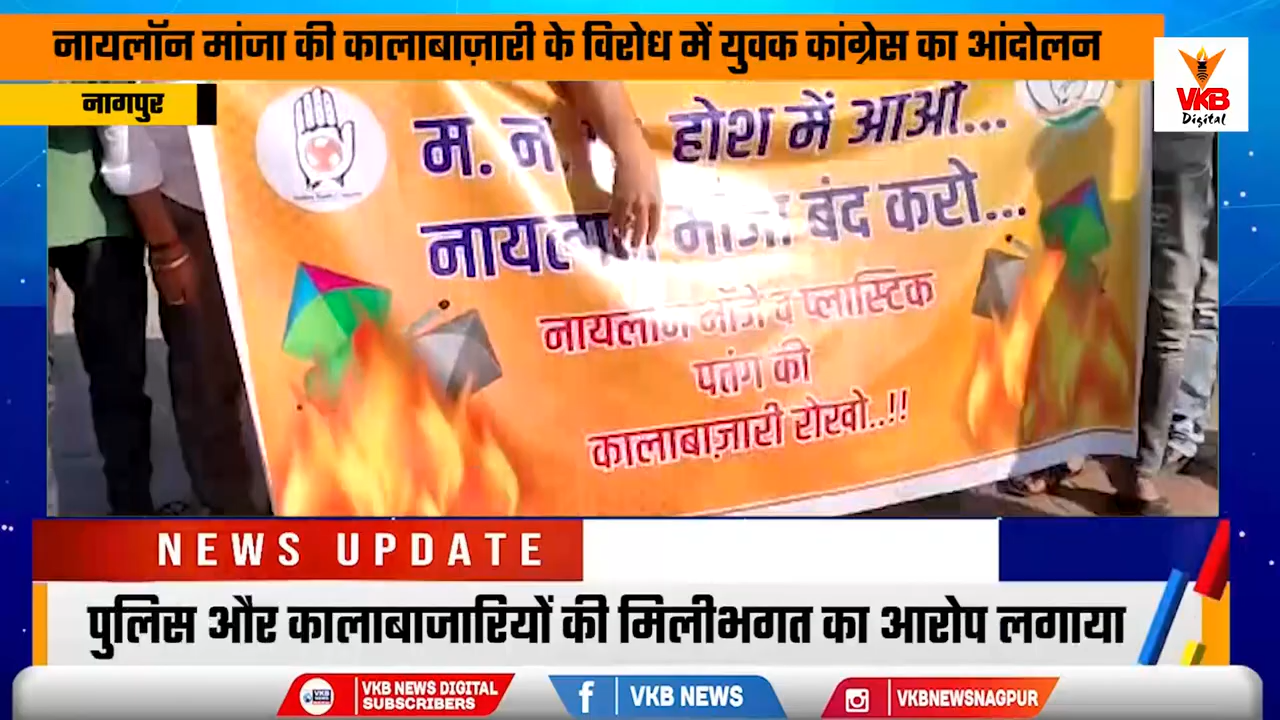 नायलॉन मांजा की कालाबाज़ारी के विरोध में युवक कांग्रेस का आंदोलन
नागपुर
VKB
Digital
म. होश में आओ...
मांजा बंद करो...
नायलॉन माँजे व प्लास्टिक
पतंग की
कालाबाज़ारी रोखो..!!
NEWS UPDATE
पुलिस और कालाबाजारियों की मिलीभगत का आरोप लगाया
VKB NEWS DIGITAL
SUBSCRIBERS
VKB NEWS
VKBNEWSNAGPUR